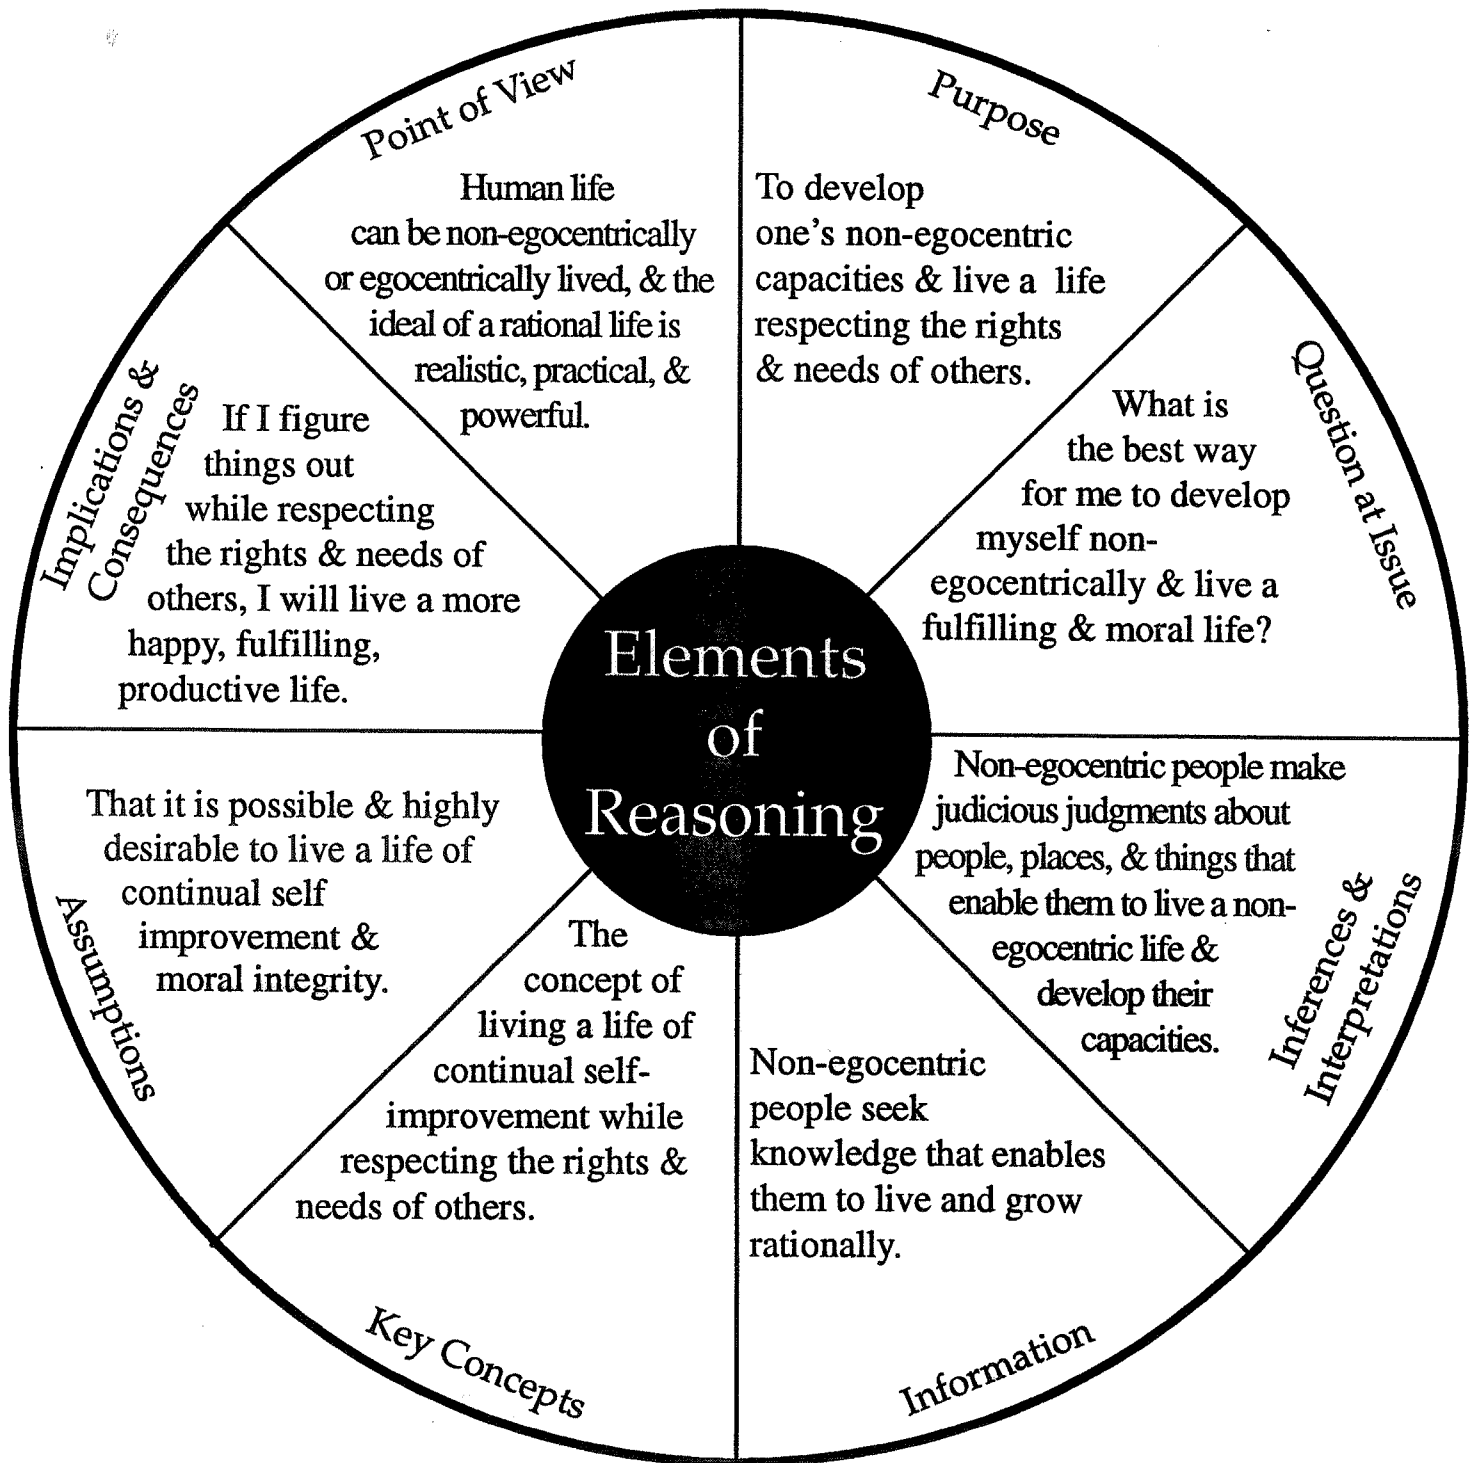 Elements
of
Reasoning
Purpose
To develop
one's non-egocentric
capacities & live a life
respecting the rights
& needs of others.
Question at Issue
What is
the best way
for me to develop
myself non-
egocentrically & live a
fulfilling & moral life?
Inferences &
Interpretations
Non-egocentric people make
judicious judgments about
people, places, & things that
enable them to live a non-
egocentric life &
develop their
capacities.
Information
Non-egocentric
people seek
knowledge that enables
them to live and grow
rationally.
Key Concepts
The
concept of
living a life of
continual self-
improvement while
respecting the rights &
needs of others.
Assumptions
That it is possible & highly
desirable to live a life of
continual self
improvement &
moral integrity.
Implications &
Consequences
If I figure
things out
while respecting
the rights & needs of
others, I will live a more
happy, fulfilling,
productive life.
Point of View
Human life
can be non-egocentrically
or egocentrically lived, & the
ideal of a rational life is
realistic, practical, &
powerful.